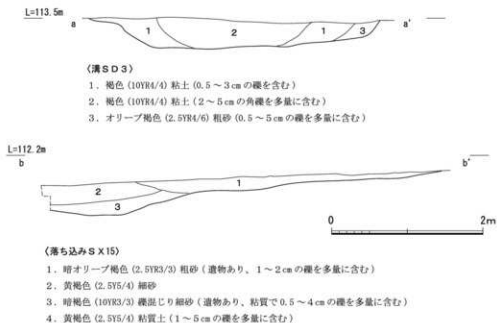 L=113.5m
a a'
1 2 1 3
〈溝ＳＤ３〉
1．褐色 (10YR4/4) 粘土 (0.5～3㎝の礫を含む)
2．褐色 (10YR4/4) 粘土 (2～5㎝の角礫を多量に含む)
3．オリーブ褐色 (2.5YR4/6) 粗砂 (0.5～5㎝の礫を多量に含む)
L=112.2m
b b'
1
2
3
0 2m
〈落ち込みＳＸ15〉
1．暗オリーブ褐色 (2.5YR3/3) 粗砂 (遺物あり、1～2㎝の礫を多量に含む)
2．黄褐色 (2.5Y5/4) 細砂
3．暗褐色 (10YR3/3) 礫混じり細砂 (遺物あり、粘質で0.5～4㎝の礫を多量に含む)
4．黄褐色 (2.5Y5/4) 粘質土 (1～5㎝の礫を多量に含む)